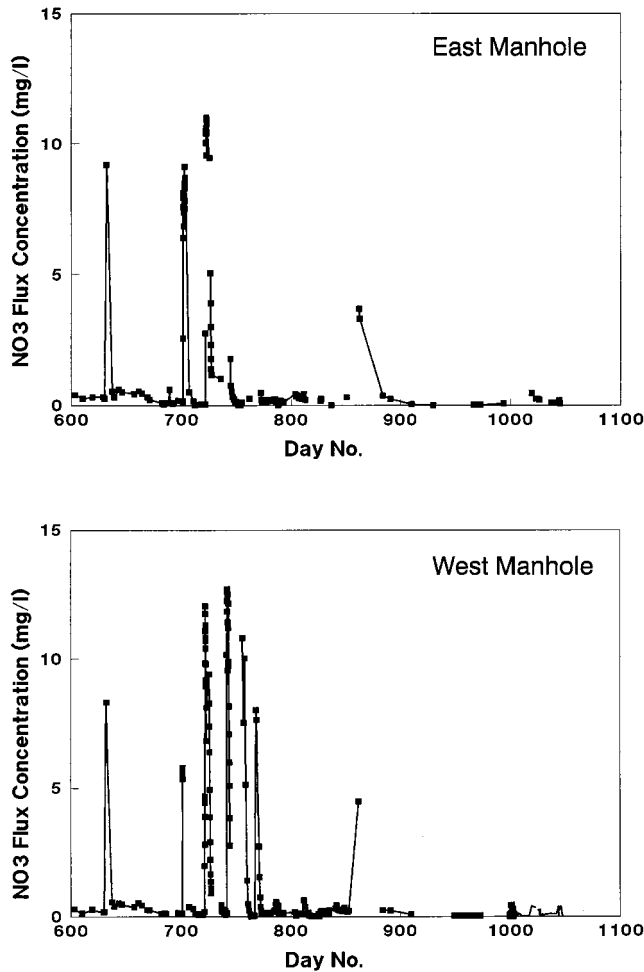 15
East Manhole
10
5
0
NO3 Flux Concentration (mg/l)
600 700 800 900 1000 1100
Day No.
15
West Manhole
10
5
0
NO3 Flux Concentration (mg/l)
600 700 800 900 1000 1100
Day No.